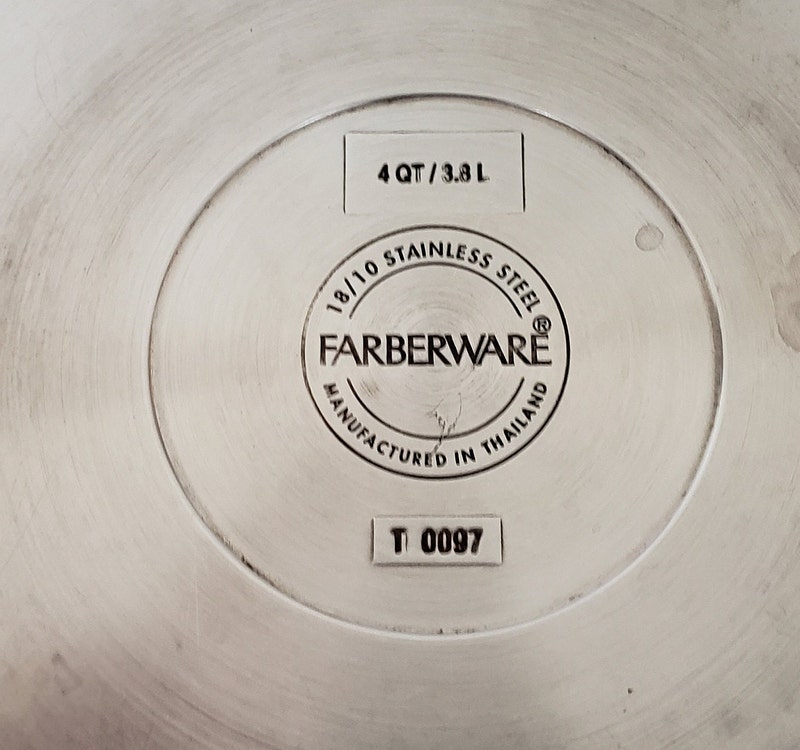 4 QT / 3.8 L
18/10 STAINLESS STEEL
FARBERWARE®
MANUFACTURED IN THAILAND
T 0097